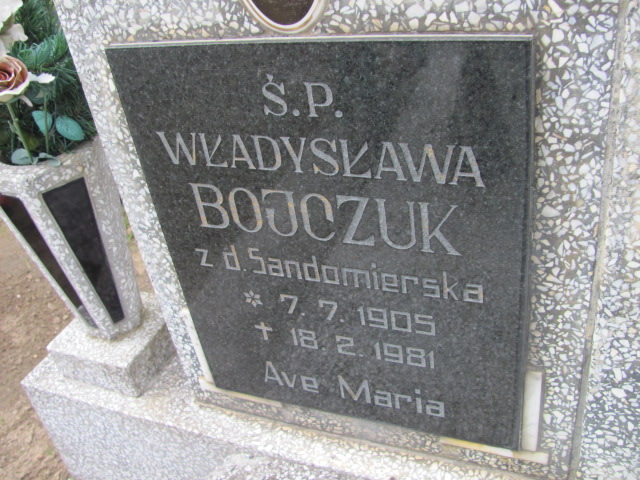 Ś.P.
WŁADYSŁAWA
BOJCZUK
z d. Sandomierska
* 7. 7. 1905
† 18. 2. 1981
Ave Maria